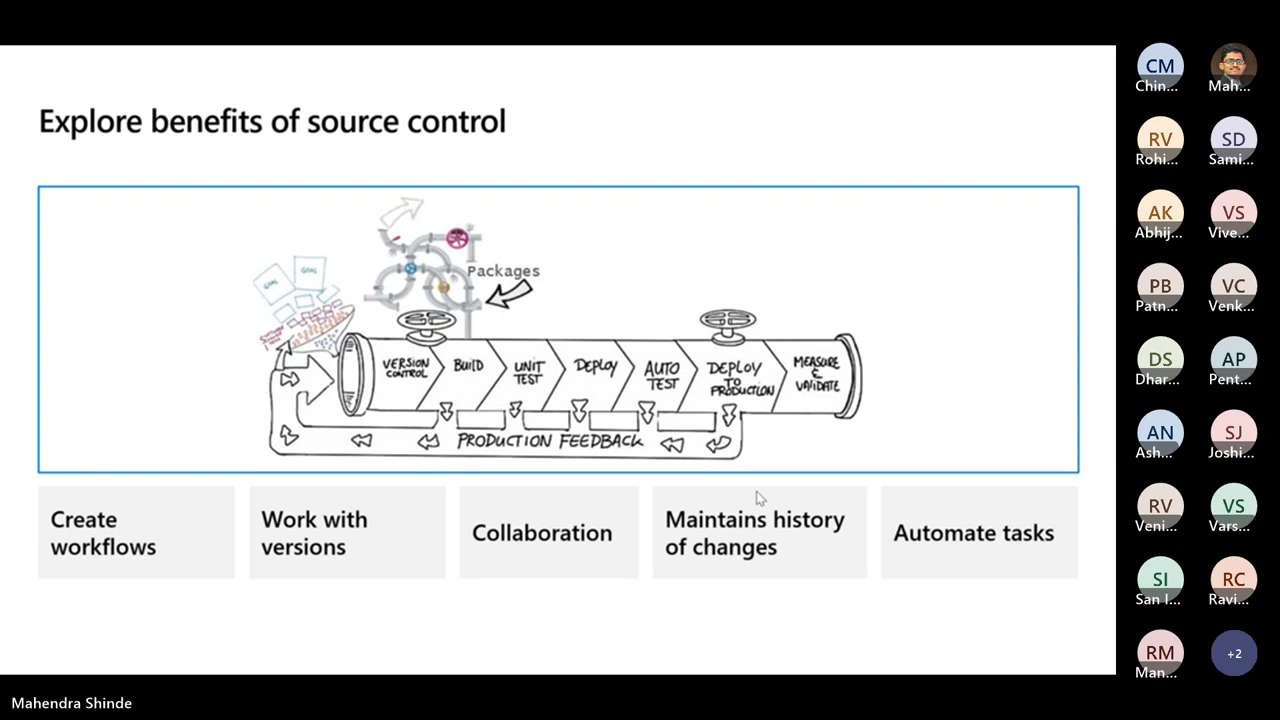 Explore benefits of source control
Packages
GOAL
GOAL
VERSION
CONTROL
BUILD
UNIT
TEST
DEPLOY
AUTO
TEST
DEPLOY
TO
PRODUCTION
MEASURE
&
VALIDATE
PRODUCTION FEEDBACK
Create
workflows
Work with
versions
Collaboration
Maintains history
of changes
Automate tasks
CM
Chin...
Mah...
RV
Rohi...
SD
Sami...
AK
Abhij...
VS
Vive...
PB
Patn...
VC
Venk...
DS
Dhar...
AP
Pent...
AN
Ash...
SJ
Joshi...
RV
Veni...
VS
Vars...
SI
San I...
RC
Ravi...
RM
Man...
+2
Mahendra Shinde